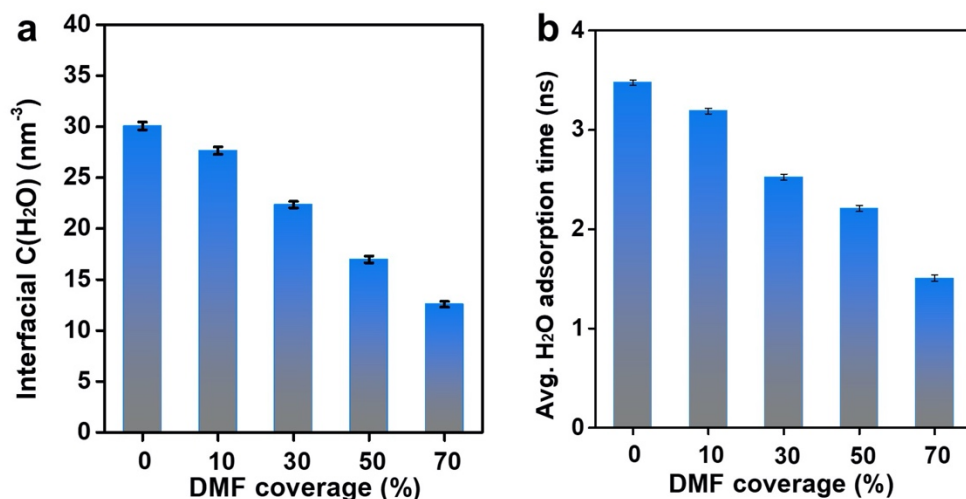 a
Interfacial C(H₂O) (nm⁻³)
40
35
30
25
20
15
10
5
0
0 10 30 50 70
DMF coverage (%)
b
Avg. H₂O adsorption time (ns)
4
3
2
1
0
0 10 30 50 70
DMF coverage (%)